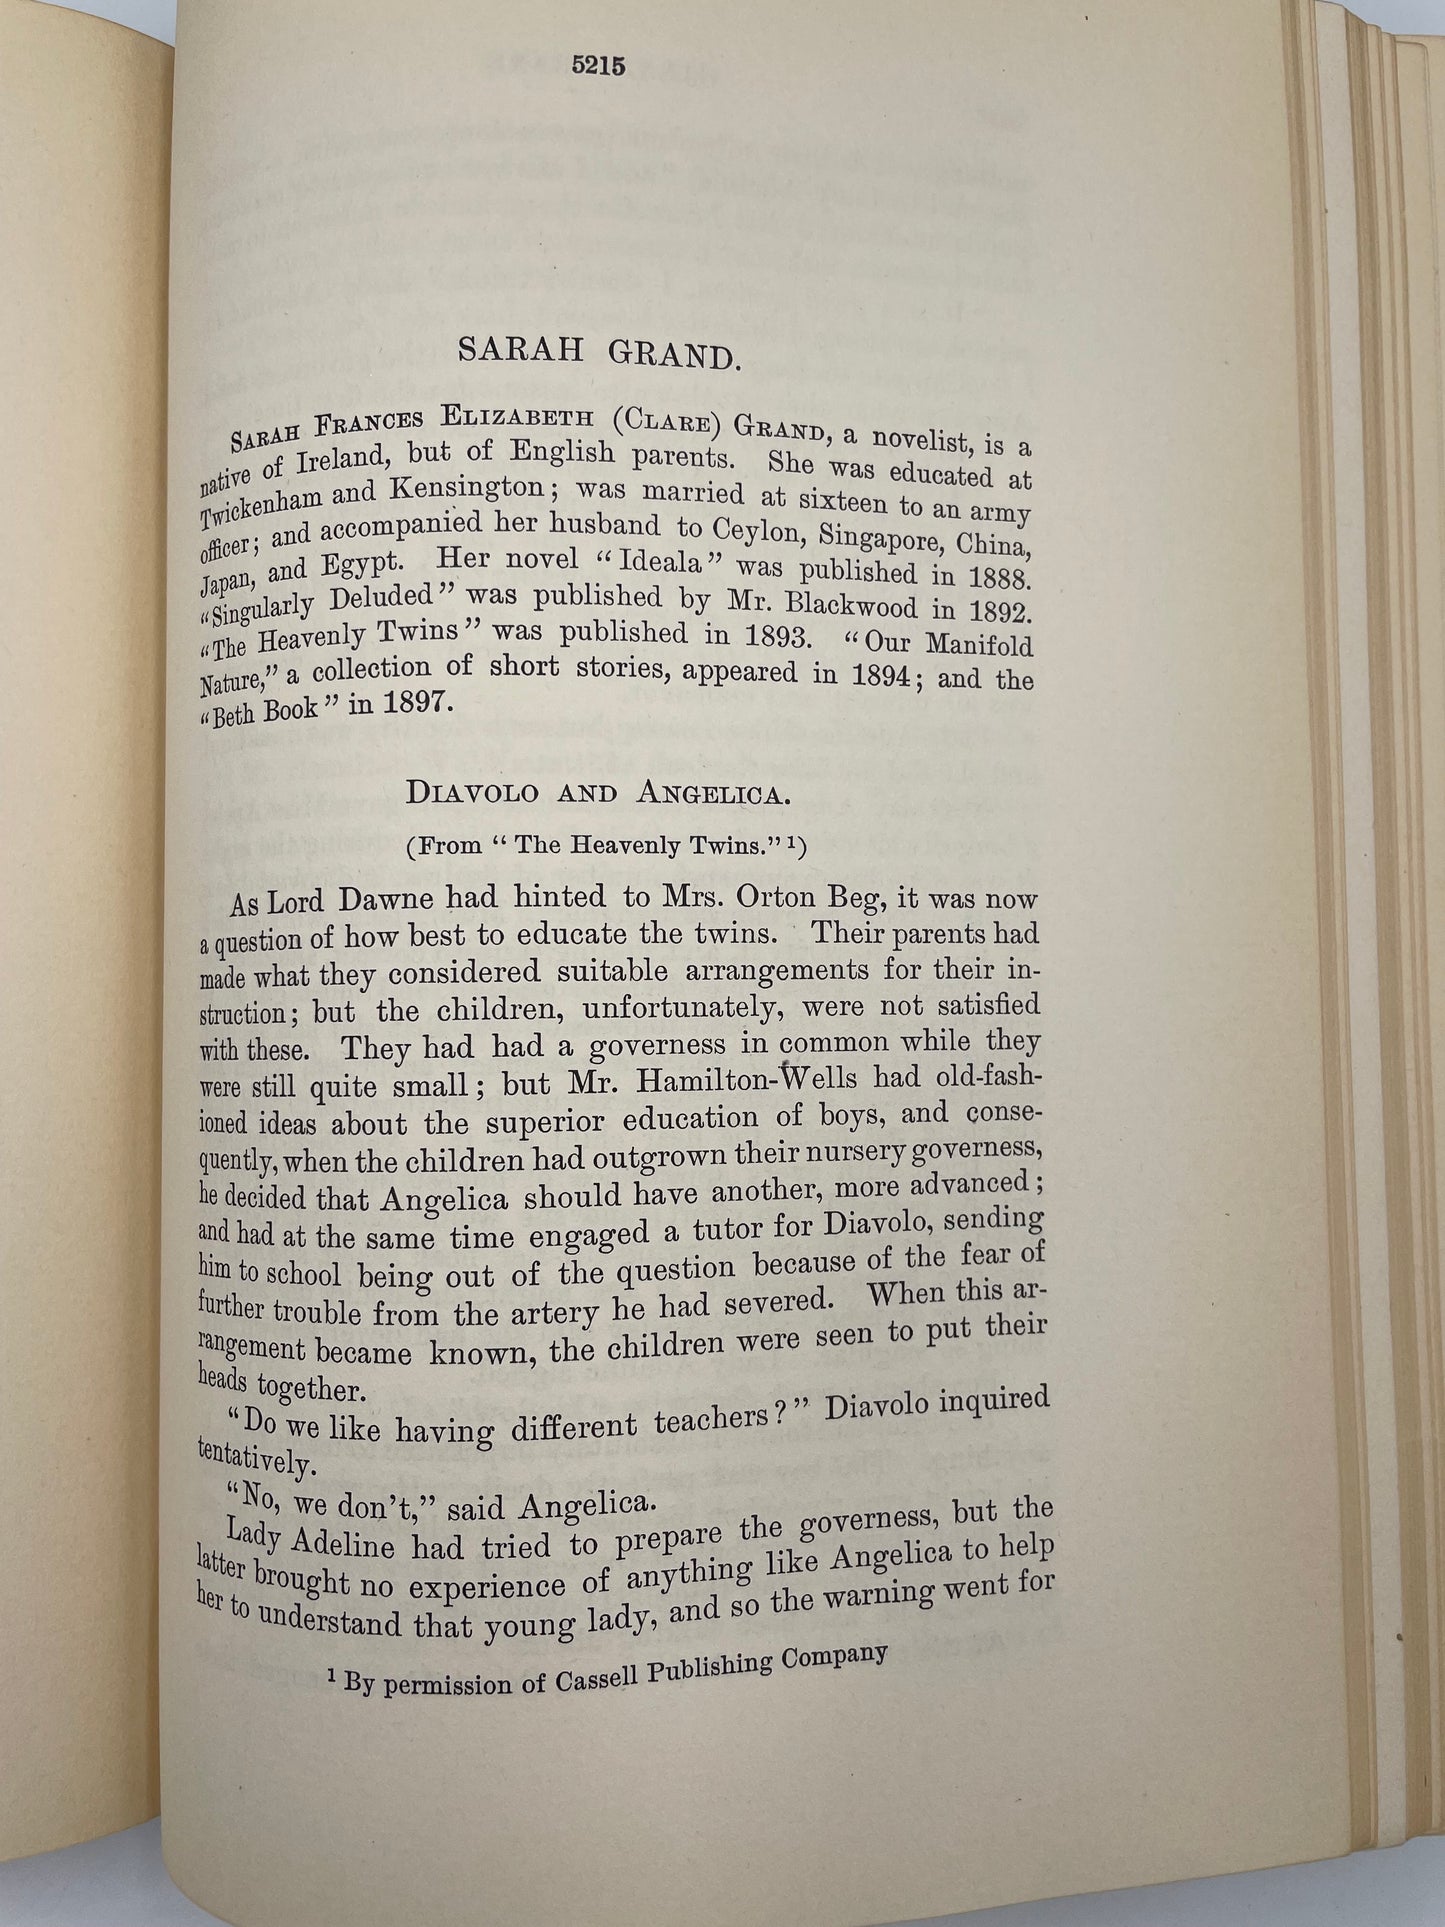 5215
SARAH GRAND.
SARAH FRANCES ELIZABETH (CLARE) GRAND, a novelist, is a
native of Ireland, but of English parents. She was educated at
Twickenham and Kensington; was married at sixteen to an army
officer; and accompanied her husband to Ceylon, Singapore, China,
Japan, and Egypt. Her novel “Ideala” was published in 1888.
“Singularly Deluded” was published by Mr. Blackwood in 1892.
“The Heavenly Twins” was published in 1893. “Our Manifold
Nature,” a collection of short stories, appeared in 1894; and the
“Beth Book” in 1897.
DIAVOLO AND ANGELICA.
(From “The Heavenly Twins.” ¹)
As Lord Dawne had hinted to Mrs. Orton Beg, it was now
a question of how best to educate the twins. Their parents had
made what they considered suitable arrangements for their in-
struction; but the children, unfortunately, were not satisfied
with these. They had had a governess in common while they
were still quite small; but Mr. Hamilton-Wells had old-fash-
ioned ideas about the superior education of boys, and conse-
quently, when the children had outgrown their nursery governess,
he decided that Angelica should have another, more advanced;
and had at the same time engaged a tutor for Diavolo, sending
him to school being out of the question because of the fear of
further trouble from the artery he had severed. When this ar-
rangement became known, the children were seen to put their
heads together.
“Do we like having different teachers?” Diavolo inquired
tentatively.
“No, we don’t,” said Angelica.
Lady Adeline had tried to prepare the governess, but the
latter brought no experience of anything like Angelica to help
her to understand that young lady, and so the warning went for
¹ By permission of Cassell Publishing Company